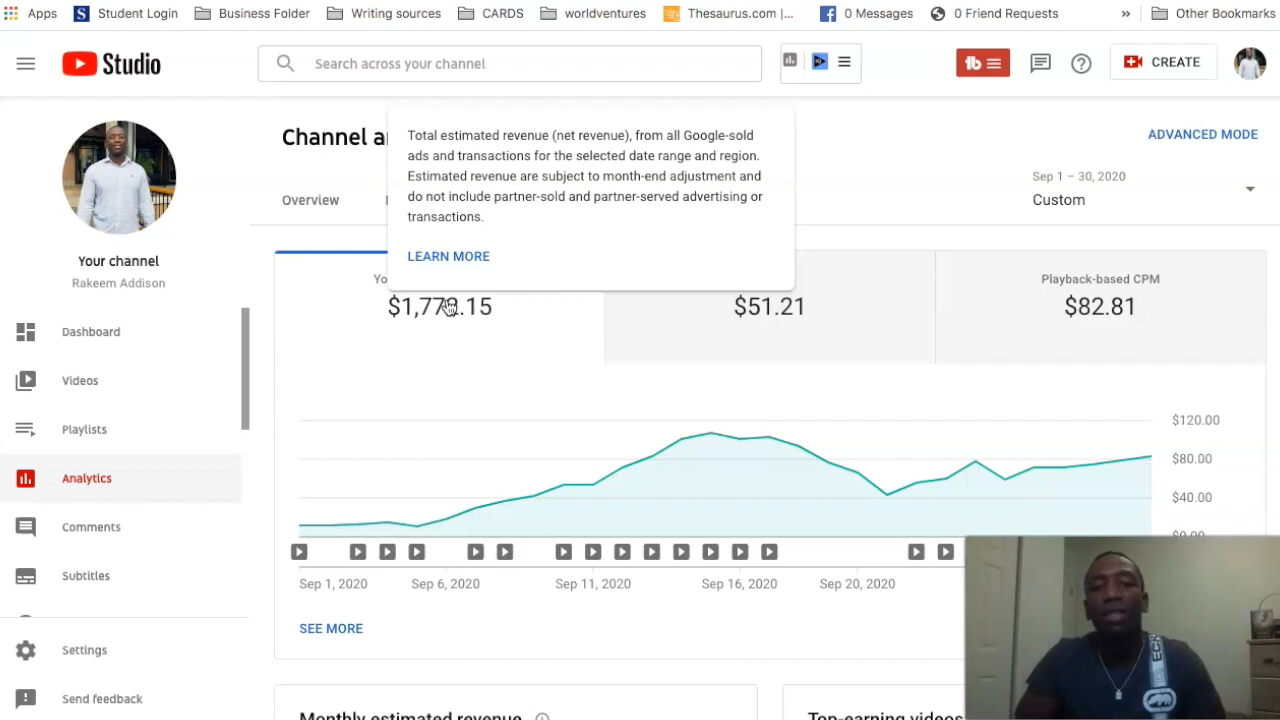 Apps
Student Login
Business Folder
Writing sources
CARDS
worldventures
Thesaurus.com |...
0 Messages
0 Friend Requests
»
Other Bookmarks
Studio
Search across your channel
CREATE
Total estimated revenue (net revenue), from all Google-sold
ads and transactions for the selected date range and region.
Estimated revenue are subject to month-end adjustment and
do not include partner-sold and partner-served advertising or
transactions.
LEARN MORE
Channel
ADVANCED MODE
Sep 1 – 30, 2020
Custom
Overview
Your channel
Rakeem Addison
$51.21
Playback-based CPM
$82.81
Dashboard
Videos
Playlists
Analytics
Comments
Subtitles
Settings
Send feedback
$120.00
$80.00
$40.00
Sep 1, 2020
Sep 6, 2020
Sep 11, 2020
Sep 16, 2020
Sep 20, 2020
SEE MORE
Monthly estimated revenue
Top-earning videos